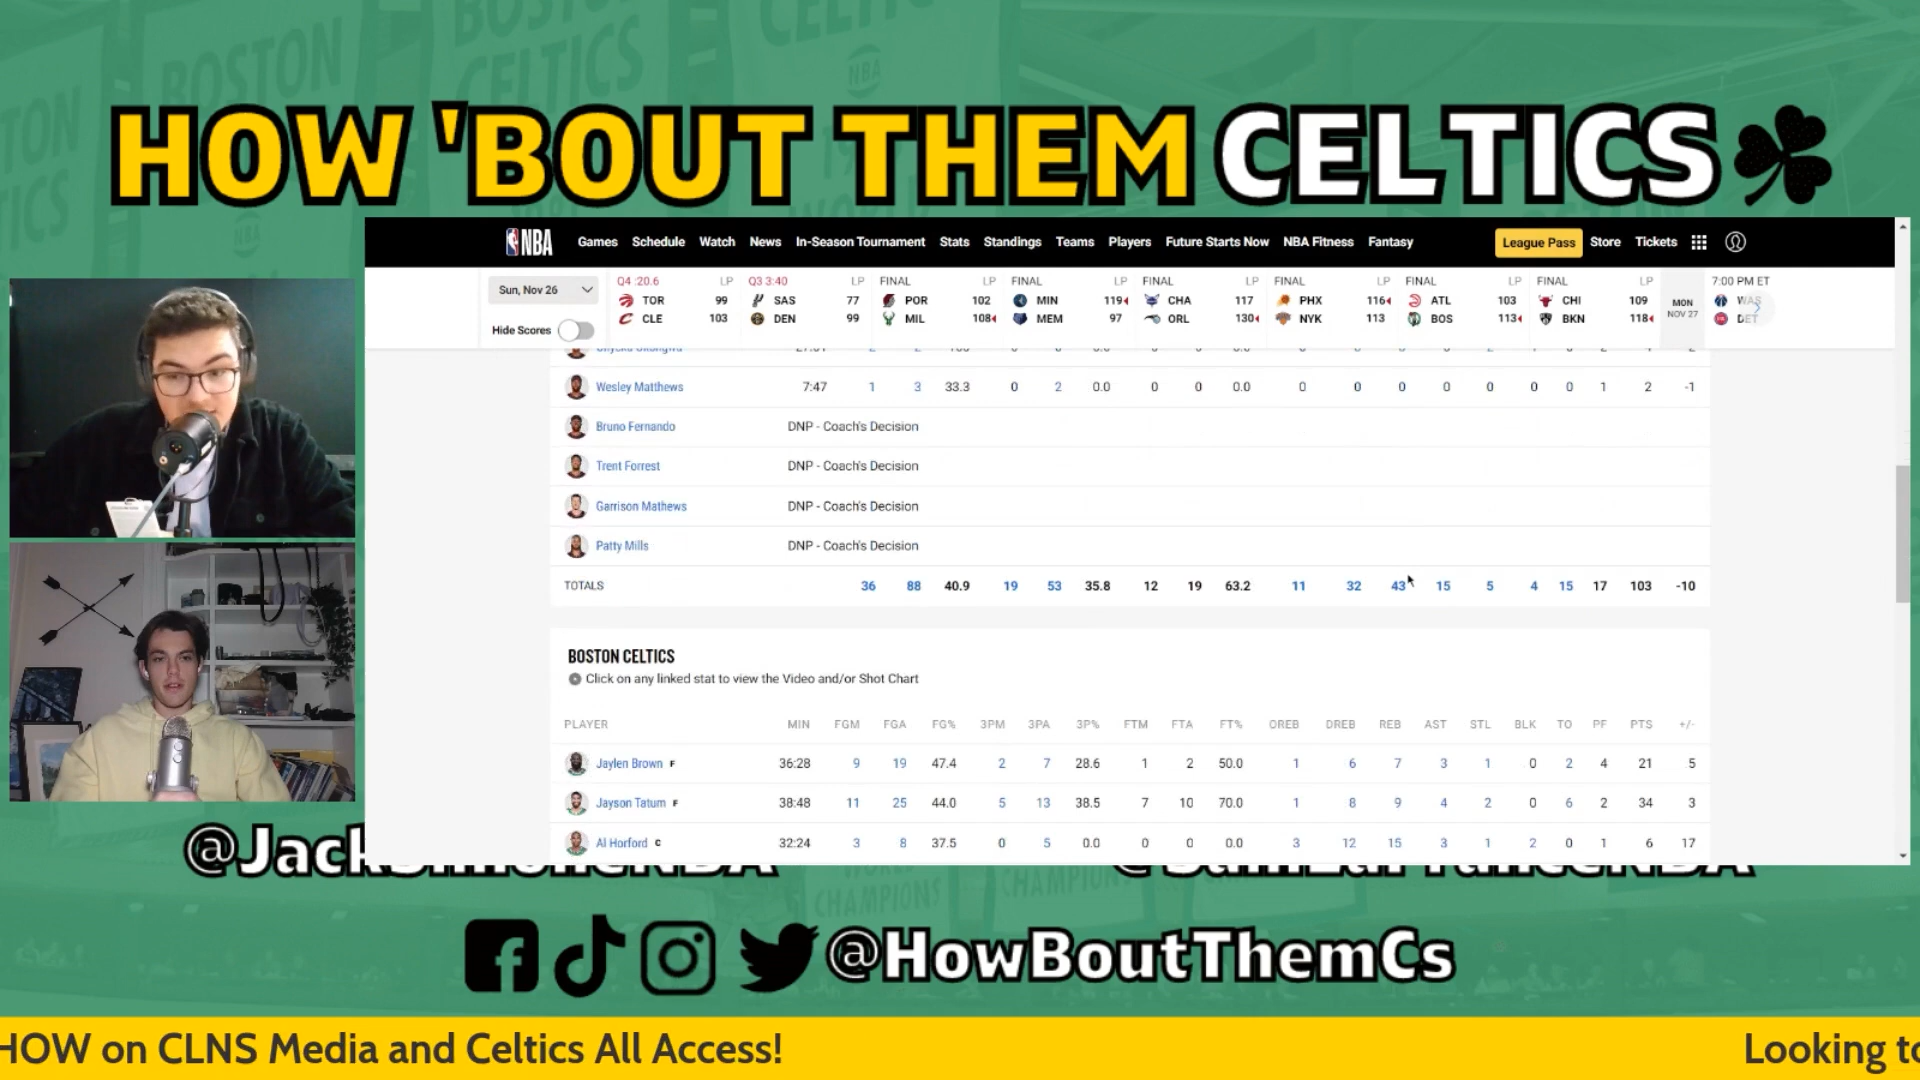 HOW 'BOUT THEM CELTICS
NBA
Games Schedule Watch News In-Season Tournament Stats Standings Teams Players Future Starts Now NBA Fitness Fantasy League Pass Store Tickets
Sun, Nov 26
Hide Scores
Q4 :20.6 LP
TOR 99
CLE 103
Q3 3:40 LP
SAS 77
DEN 99
FINAL LP
POR 102
MIL 108
FINAL LP
MIN 119
MEM 97
FINAL LP
CHA 117
ORL 130
FINAL LP
PHX 116
NYK 113
FINAL LP
ATL 103
BOS 113
FINAL LP
CHI 109
BKN 118
MON
NOV 27
7:00 PM ET
WAS
DET
Wesley Matthews 7:47 1 3 33.3 0 2 0.0 0 0 0.0 0 0 0 0 0 0 0 1 2 -1
Bruno Fernando DNP - Coach's Decision
Trent Forrest DNP - Coach's Decision
Garrison Mathews DNP - Coach's Decision
Patty Mills DNP - Coach's Decision
TOTALS 36 88 40.9 19 53 35.8 12 19 63.2 11 32 43 15 5 4 15 17 103 -10
BOSTON CELTICS
Click on any linked stat to view the Video and/or Shot Chart
PLAYER MIN FGM FGA FG% 3PM 3PA 3P% FTM FTA FT% OREB DREB REB AST STL BLK TO PF PTS +/-
Jaylen Brown F 36:28 9 19 47.4 2 7 28.6 1 2 50.0 1 6 7 3 1 0 2 4 21 5
Jayson Tatum F 38:48 11 25 44.0 5 13 38.5 7 10 70.0 1 8 9 4 2 0 6 2 34 3
Al Horford C 32:24 3 8 37.5 0 5 0.0 0 0 0.0 3 12 15 3 1 2 0 1 6 17
@HowBoutThemCs
HOW on CLNS Media and Celtics All Access!
Looking to